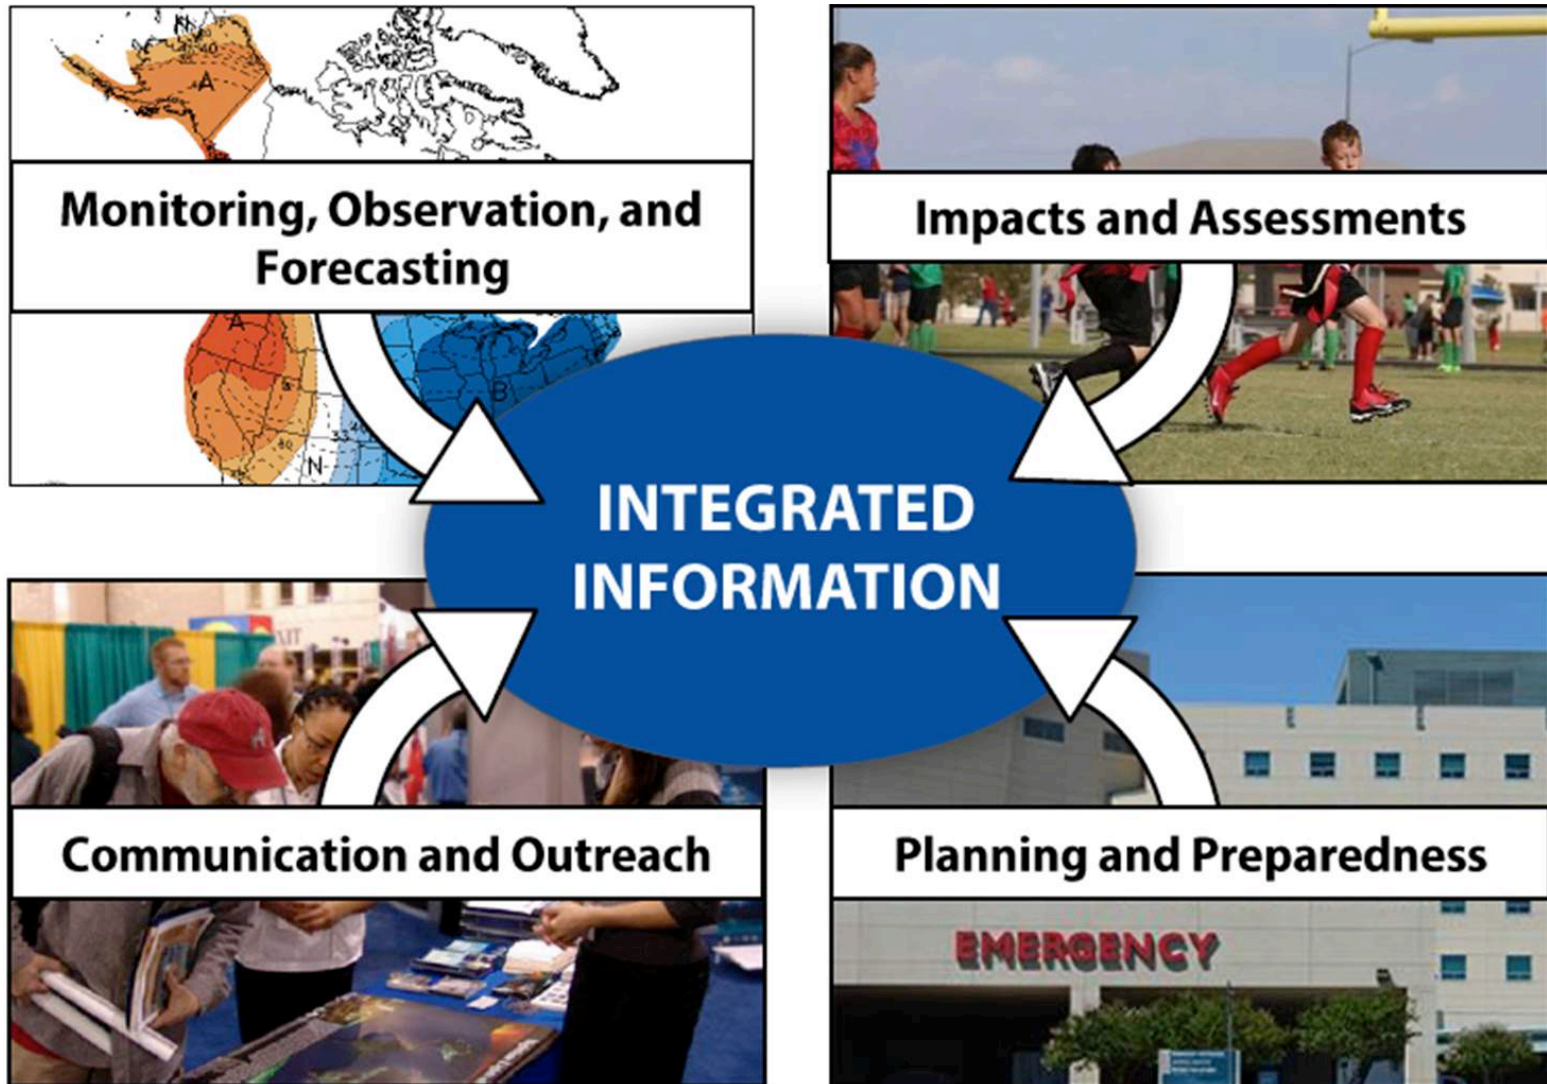 A
Monitoring, Observation, and
Forecasting
A
B
N
Impacts and Assessments
INTEGRATED
INFORMATION
Communication and Outreach
Planning and Preparedness
EMERGENCY